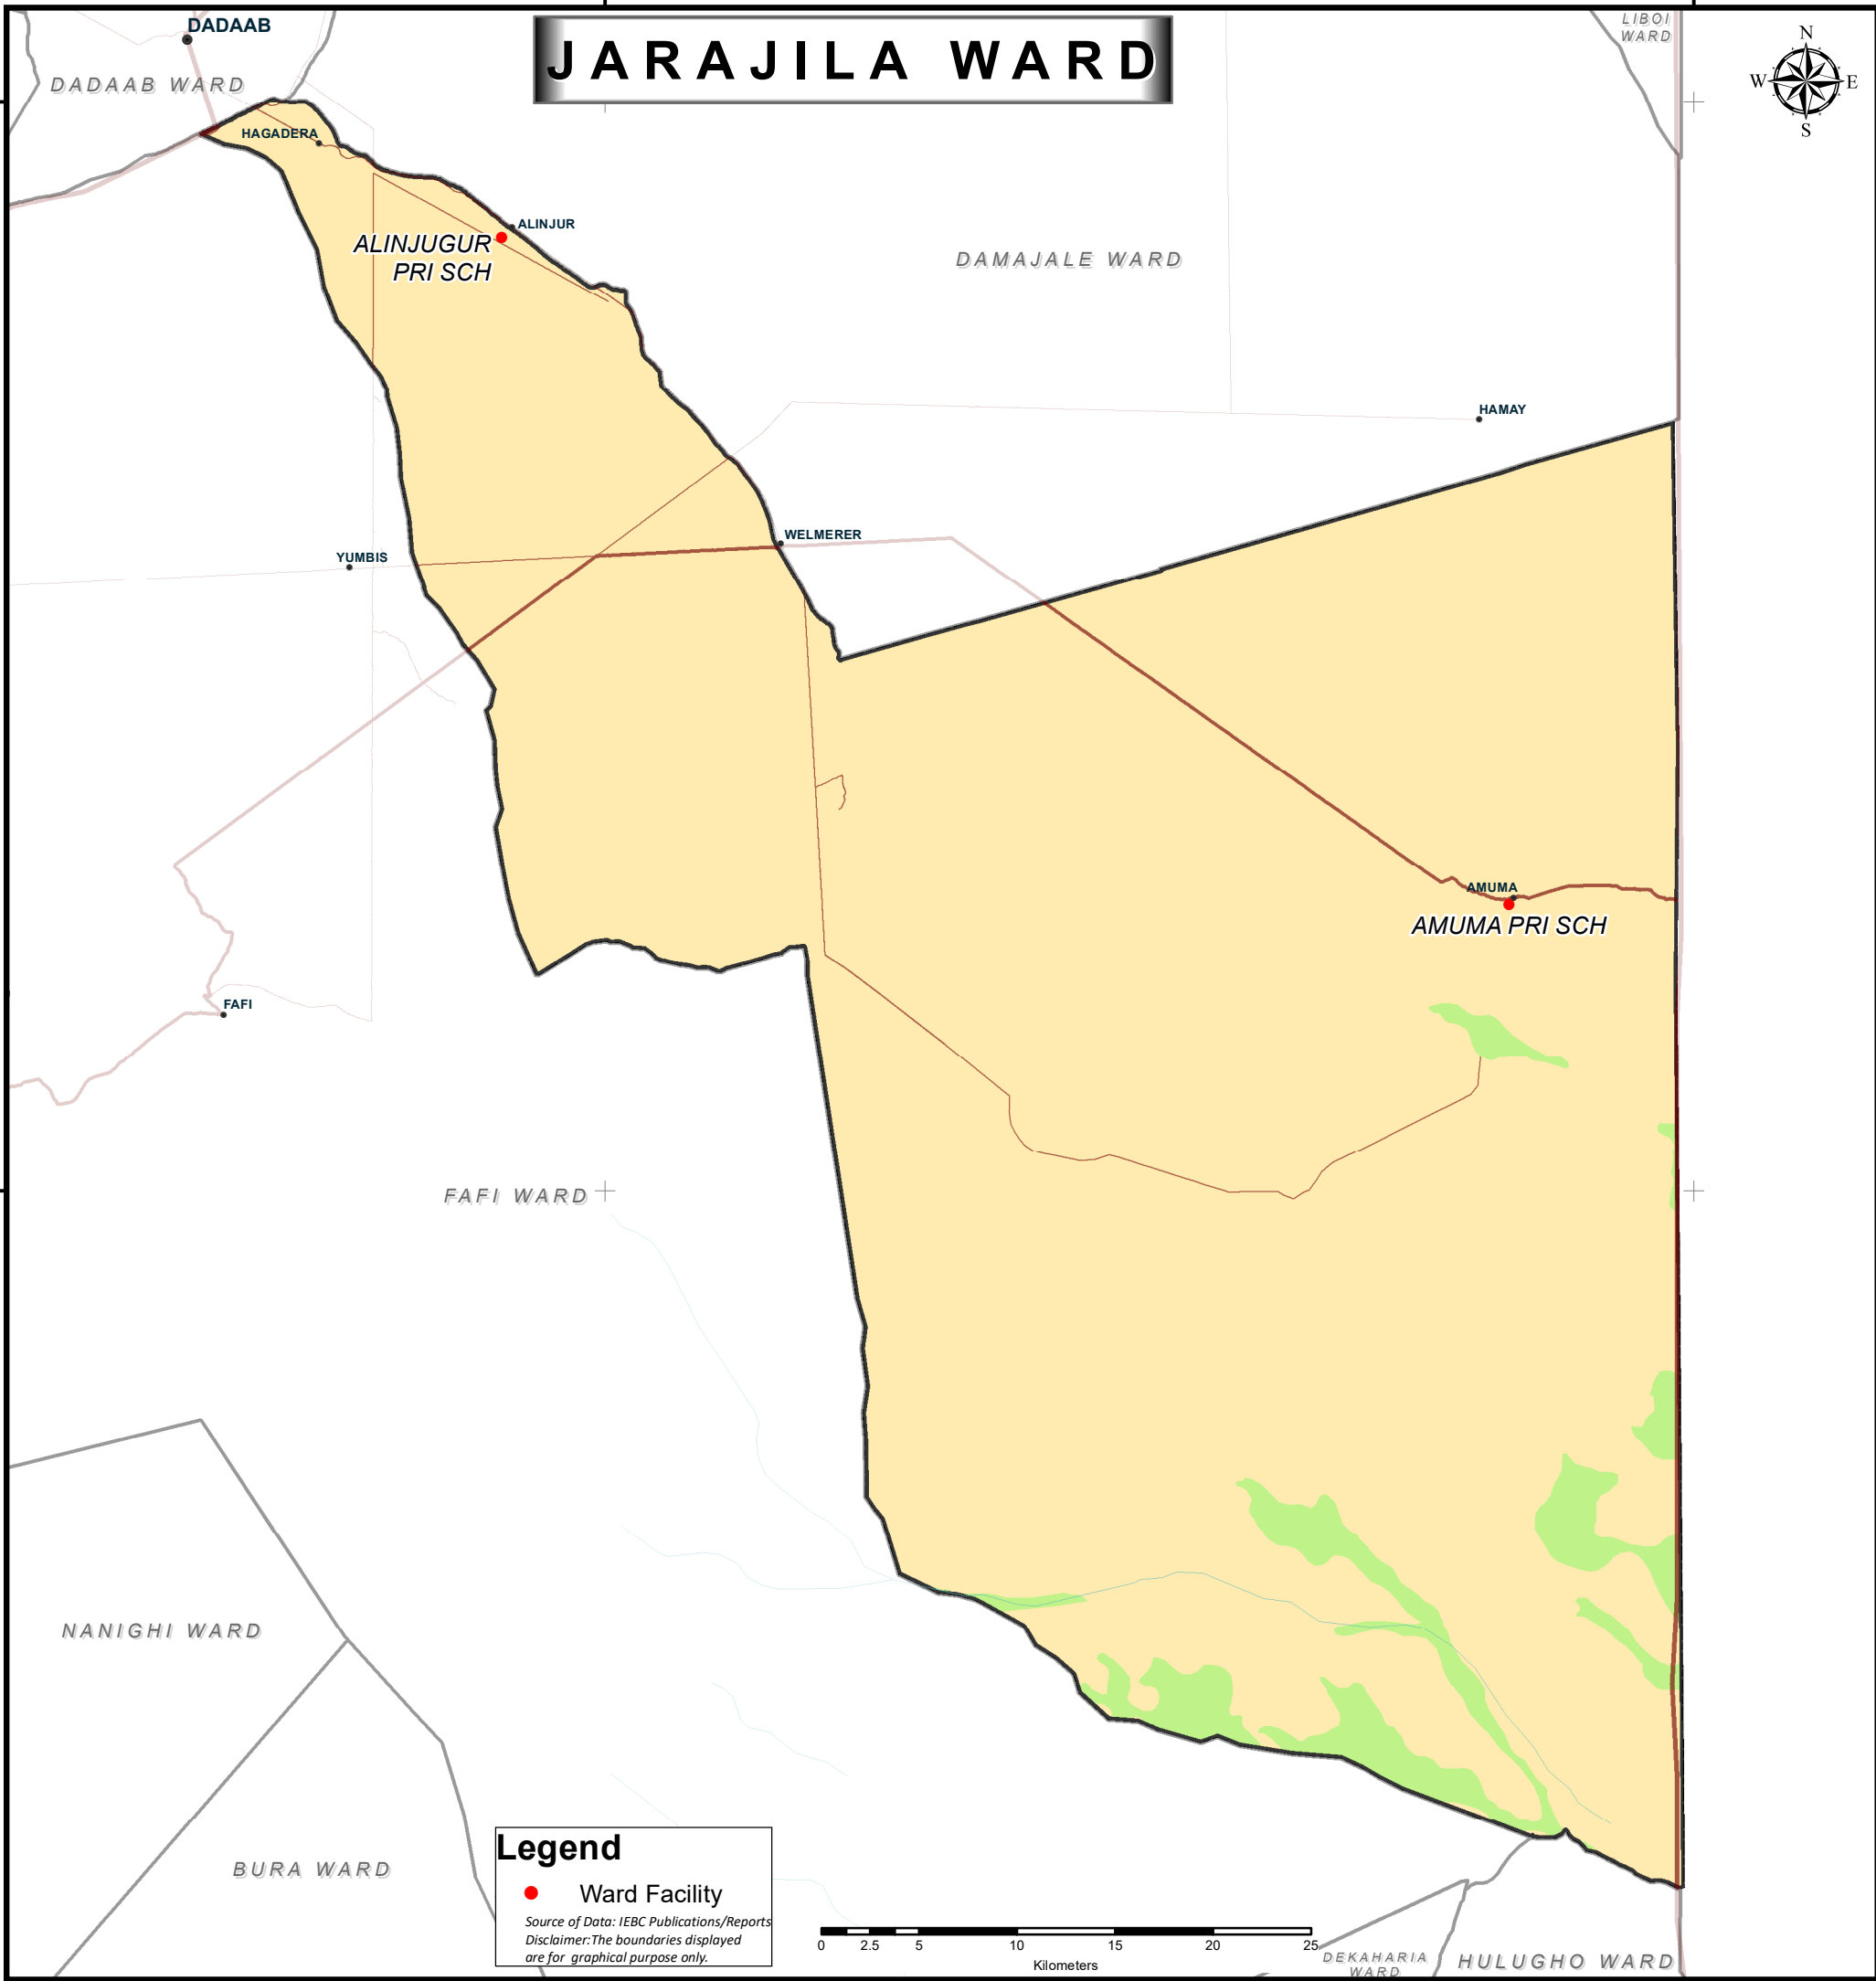 JARAJILA WARD
DADAAB
DADAAB WARD
LIBOI
WARD
N
W
E
S
HAGADERA
ALINJUR
ALINJUGUR
PRI SCH
DAMAJALE WARD
HAMAY
WELMERER
YUMBIS
AMUMA
AMUMA PRI SCH
FAFI
FAFI WARD
NANIGHI WARD
BURA WARD
Legend
Ward Facility
Source of Data: IEBC Publications/Reports
Disclaimer:The boundaries displayed
are for graphical purpose only.
0 2.5 5 10 15 20 25
Kilometers
DEKAHARIA
WARD
HULUGHO WARD